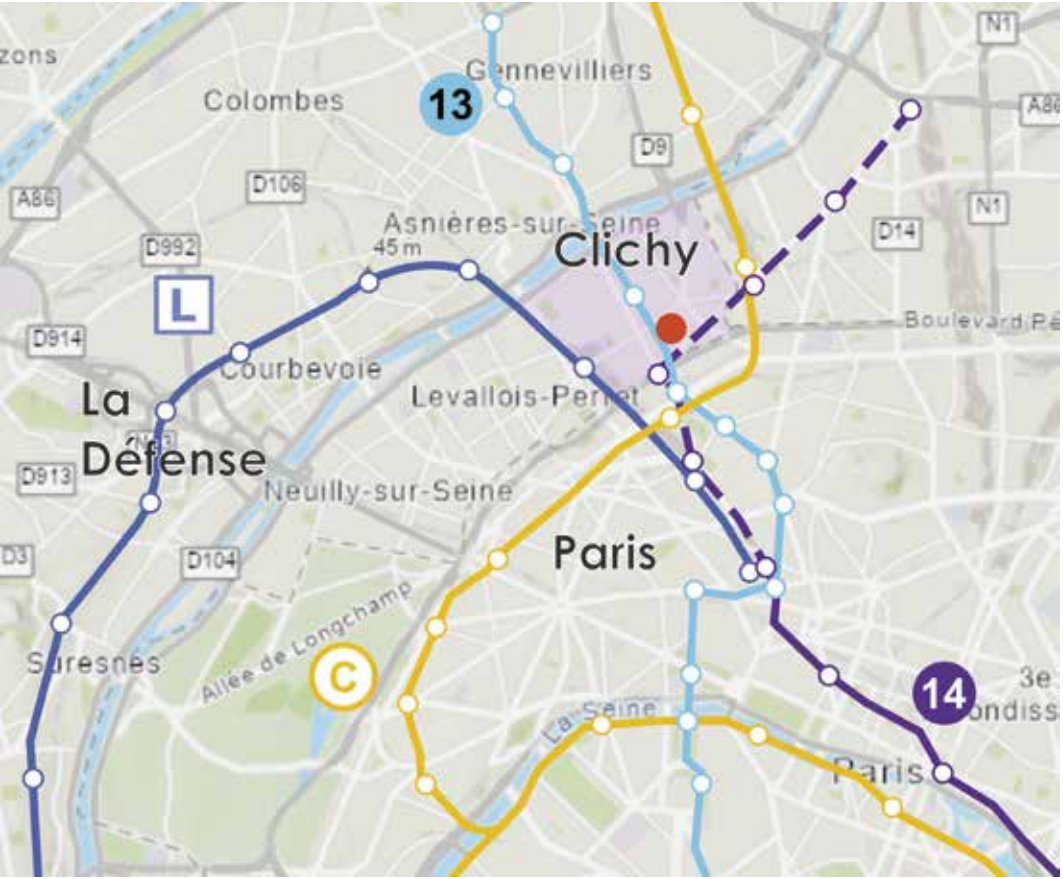 N1
zons
Gennevilliers
Colombes
13
A86
D9
D106
A86
N1
Asnières-sur-Seine
D14
D992
45 m
Clichy
L
D914
Boulevard Pé
Courbevoie
La
Défense
Levallois-Perret
D913
Neuilly-sur-Seine
D3
D104
Paris
Allée de Longchamp
Suresnes
C
14
3e
ondiss
La Seine
Paris